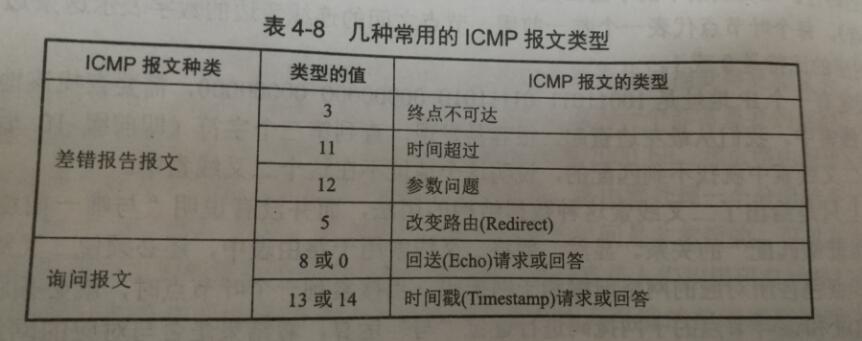 表 4-8 几种常用的 ICMP 报文类型
ICMP 报文种类 类型的值 ICMP 报文的类型
差错报告报文 3 终点不可达
11 时间超过
12 参数问题
5 改变路由(Redirect)
询问报文 8 或 0 回送(Echo)请求或回答
13 或 14 时间戳(Timestamp)请求或回答